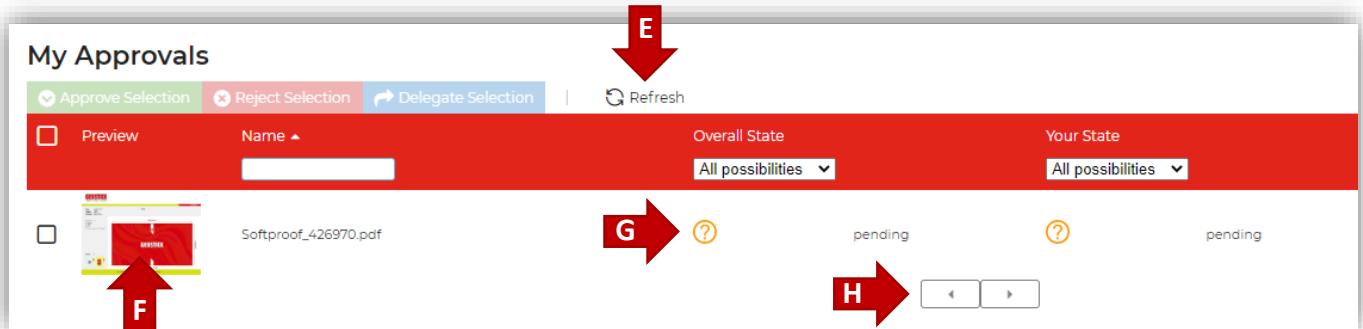 E
My Approvals
Approve Selection Reject Selection Delegate Selection Refresh
Preview Name Overall State Your State
All possibilities All possibilities
G
Softproof_426970.pdf ? pending ? pending
H
F